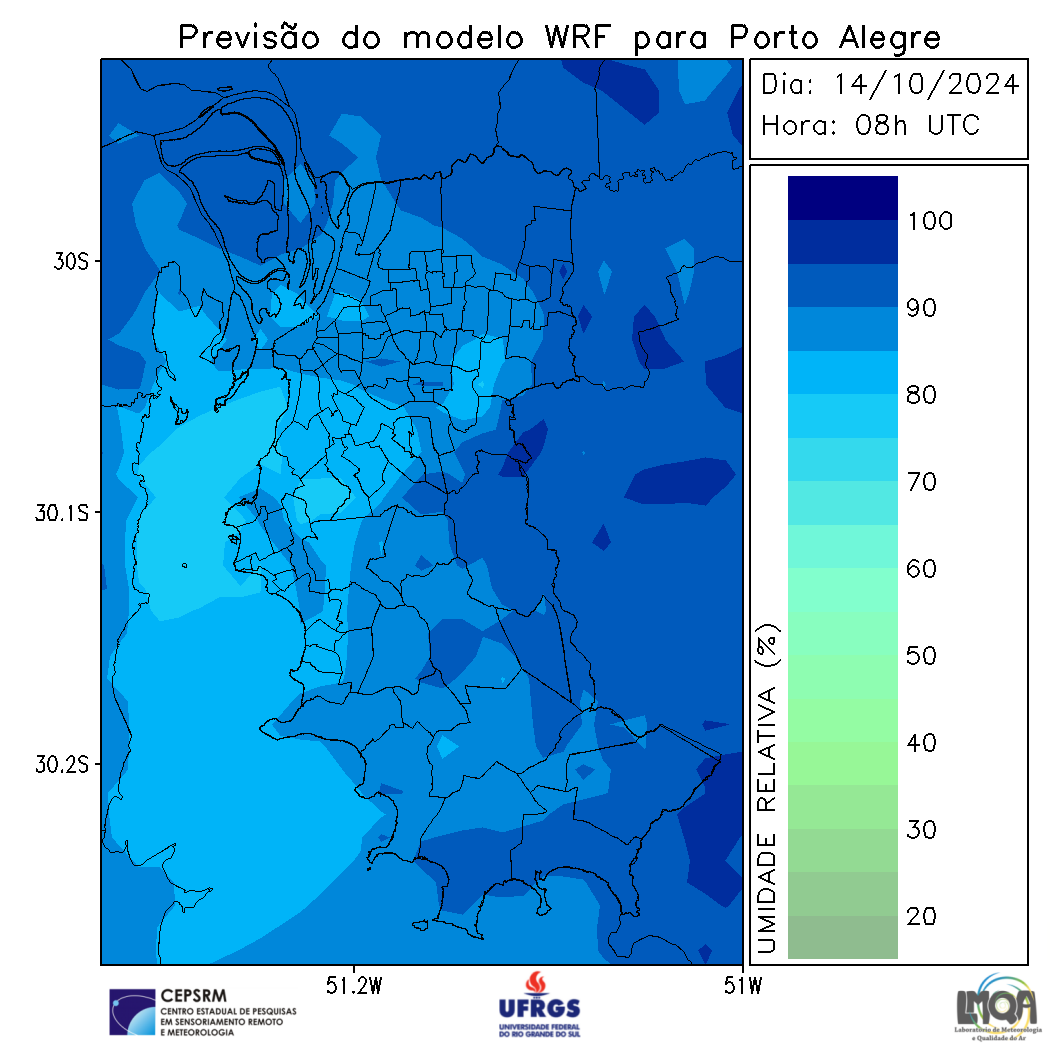 Previsão do modelo WRF para Porto Alegre
Dia: 14/10/2024
Hora: 08h UTC
30S
30.1S
30.2S
51.2W
51W
UMIDADE RELATIVA (%)
100
90
80
70
60
50
40
30
20
CEPSRM
CENTRO ESTADUAL DE PESQUISAS
EM SENSORIAMENTO REMOTO
E METEOROLOGIA
UFRGS
UNIVERSIDADE FEDERAL
DO RIO GRANDE DO SUL
LMQA
Laboratório de Meteorologia
e Qualidade do Ar